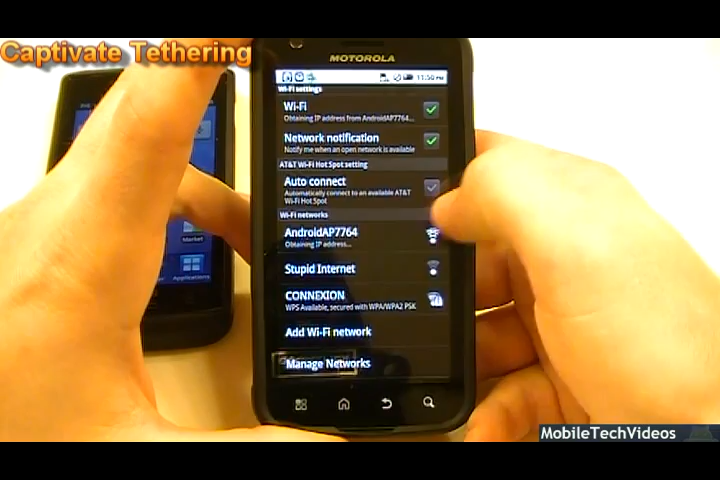 Captivate Tethering
MOTOROLA
11:50 PM
Wi-Fi settings
Wi-Fi
Obtaining IP address from AndroidAP7764...
Network notification
Notify me when an open network is available
AT&T Wi-Fi Hot Spot setting
Auto connect
Automatically connect to an available AT&T
Wi-Fi Hot Spot
Wi-Fi networks
AndroidAP7764
Obtaining IP address...
Stupid Internet
CONNEXION
WPS Available, secured with WPA/WPA2 PSK
Add Wi-Fi network
Manage Networks
Market
Applications
MobileTechVideos